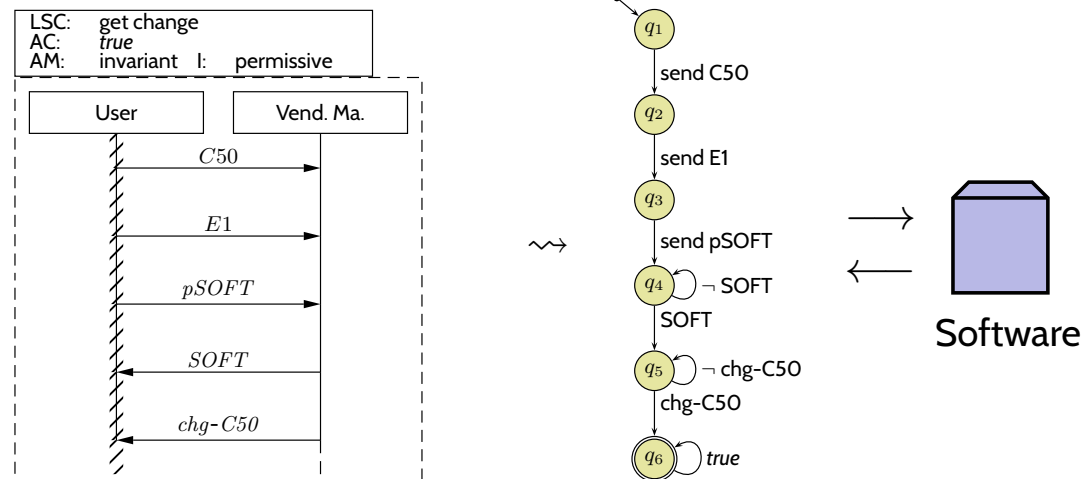 LSC: get change
AC: true
AM: invariant I: permissive
User Vend. Ma.
C50
E1
pSOFT
SOFT
chg-C50
q1
send C50
q2
send E1
q3
send pSOFT
q4
¬ SOFT
SOFT
q5
¬ chg-C50
chg-C50
q6
true
Software